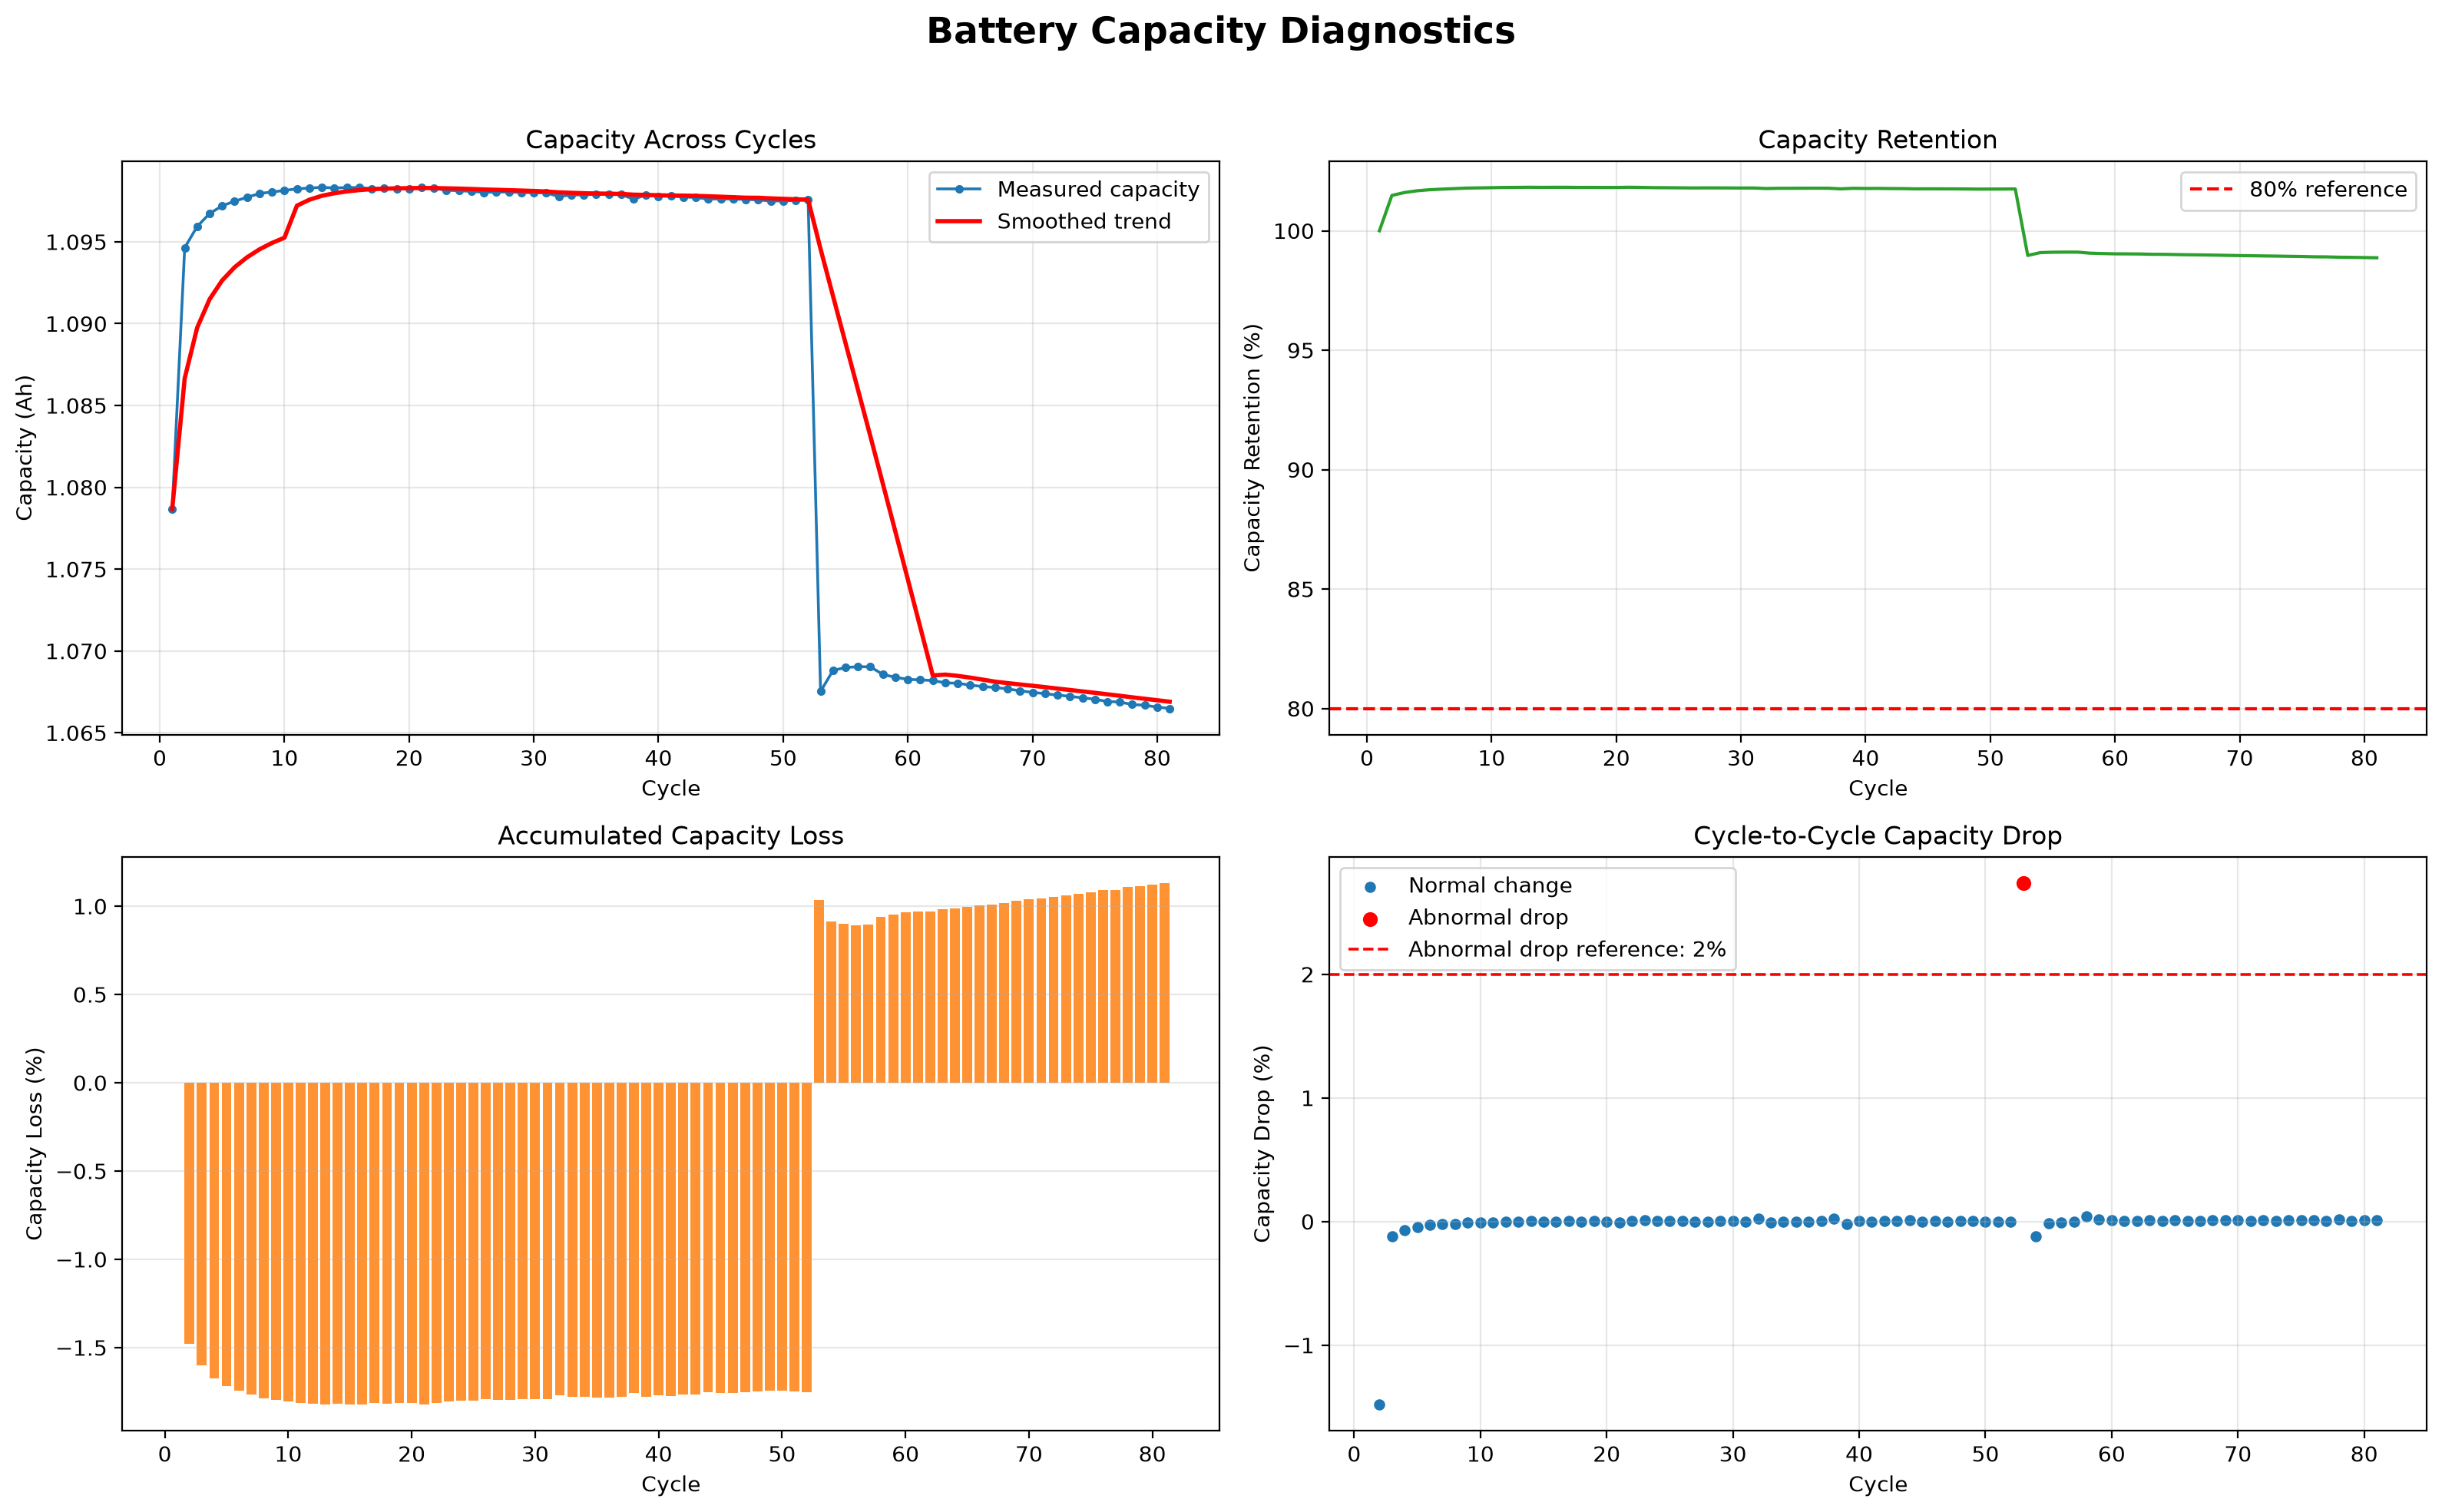 Battery Capacity Diagnostics
Capacity Across Cycles
Measured capacity
Smoothed trend
Capacity (Ah)
1.095
1.090
1.085
1.080
1.075
1.070
1.065
0 10 20 30 40 50 60 70 80
Cycle
Capacity Retention
80% reference
Capacity Retention (%)
100
95
90
85
80
0 10 20 30 40 50 60 70 80
Cycle
Accumulated Capacity Loss
Capacity Loss (%)
1.0
0.5
0.0
−0.5
−1.0
−1.5
0 10 20 30 40 50 60 70 80
Cycle
Cycle-to-Cycle Capacity Drop
Normal change
Abnormal drop
Abnormal drop reference: 2%
Capacity Drop (%)
2
1
0
−1
0 10 20 30 40 50 60 70 80
Cycle